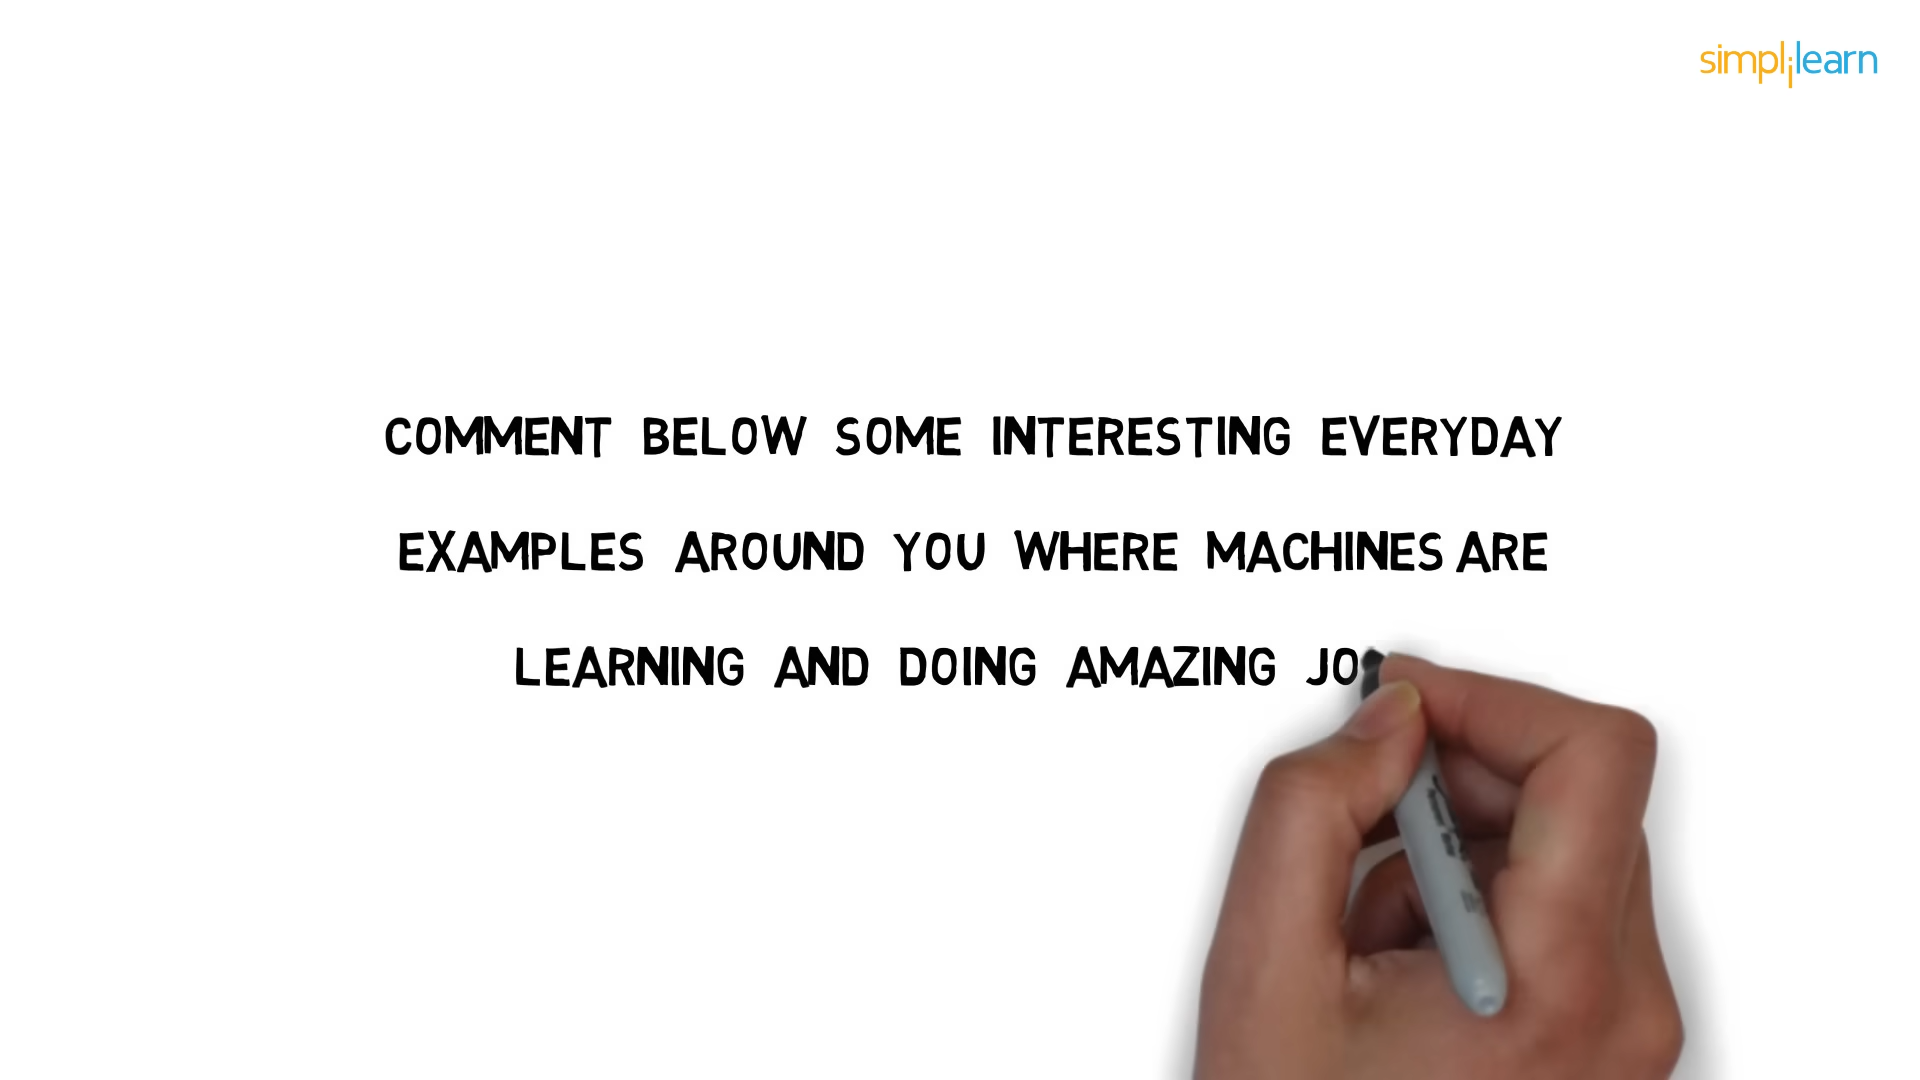 simplilearn
COMMENT BELOW SOME INTERESTING EVERYDAY
EXAMPLES AROUND YOU WHERE MACHINES ARE
LEARNING AND DOING AMAZING JO